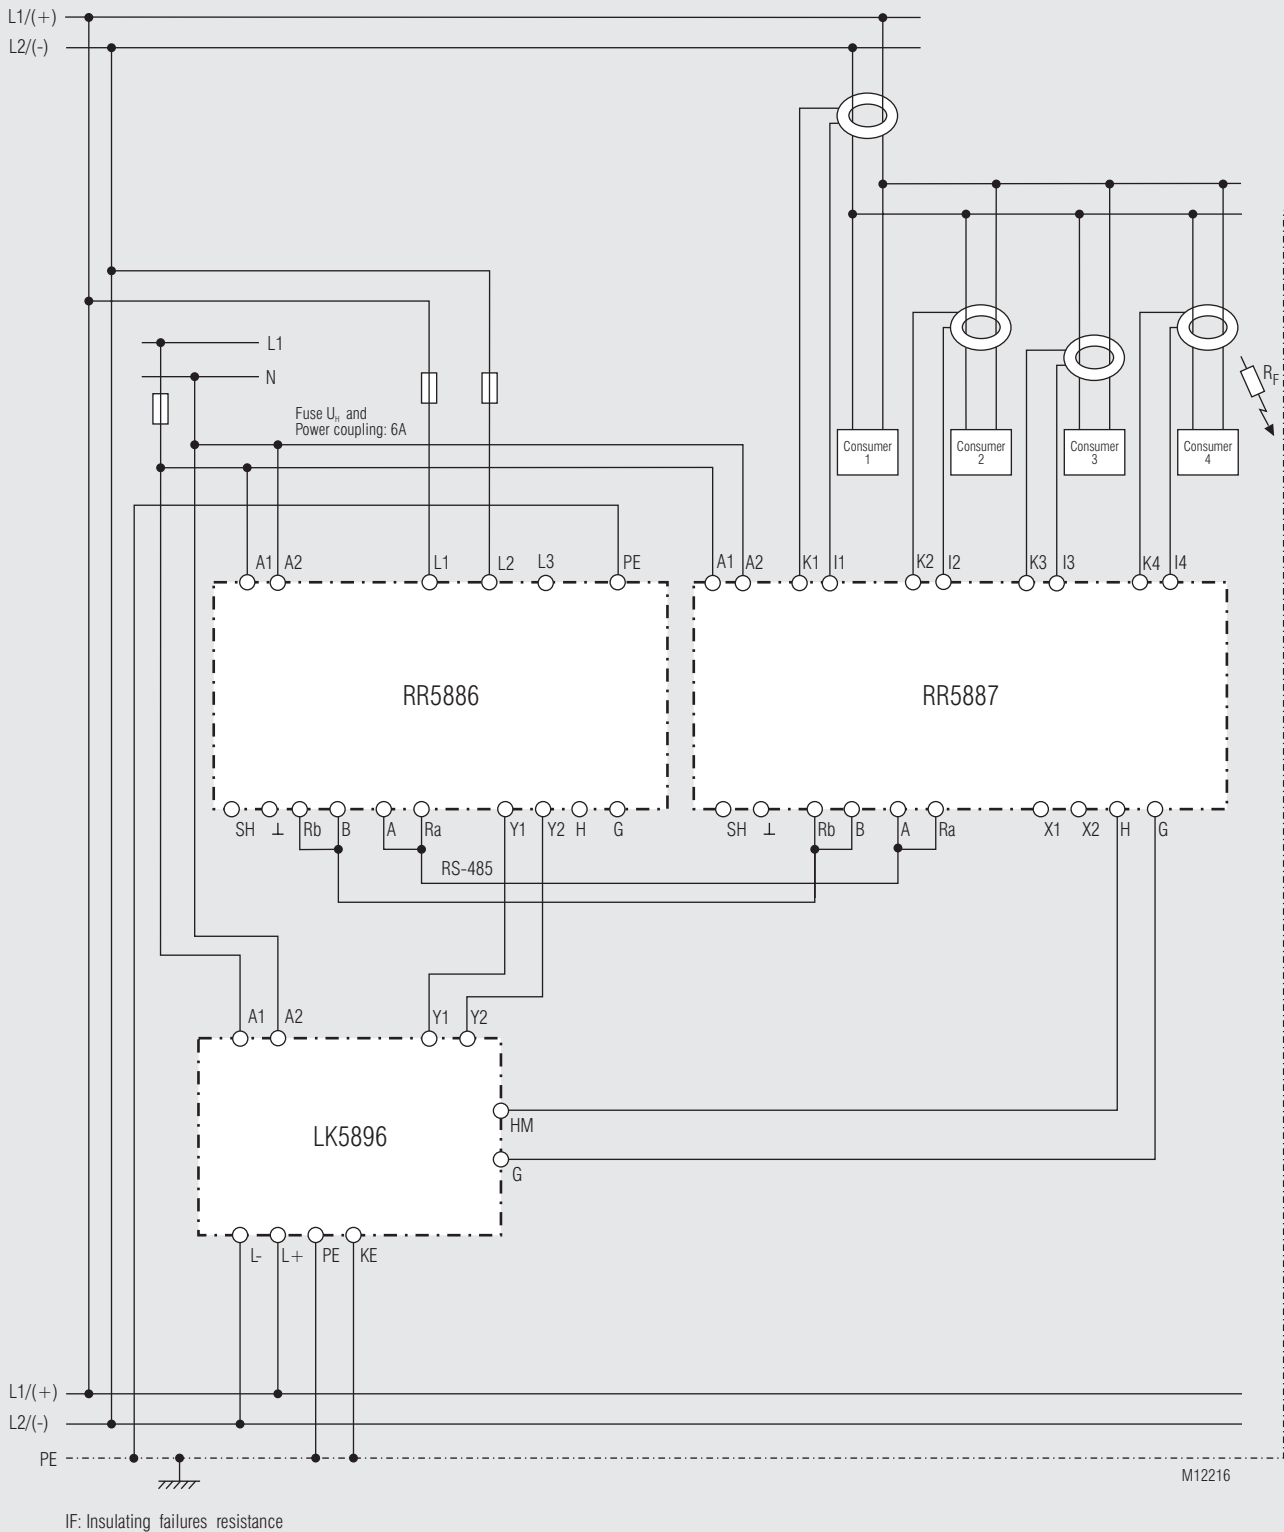 L1/(+)
L2/(-)
L1
N
Fuse U_H and
Power coupling: 6A
R_F
Consumer
1
Consumer
2
Consumer
3
Consumer
4
A1 A2 L1 L2 L3 PE A1 A2 K1 I1 K2 I2 K3 I3 K4 I4
RR5886 RR5887
SH ⊥ Rb B A Ra Y1 Y2 H G SH ⊥ Rb B A Ra X1 X2 H G
RS-485
A1 A2 Y1 Y2
LK5896
HM
G
L- L+ PE KE
L1/(+)
L2/(-)
PE
M12216
IF: Insulating failures resistance